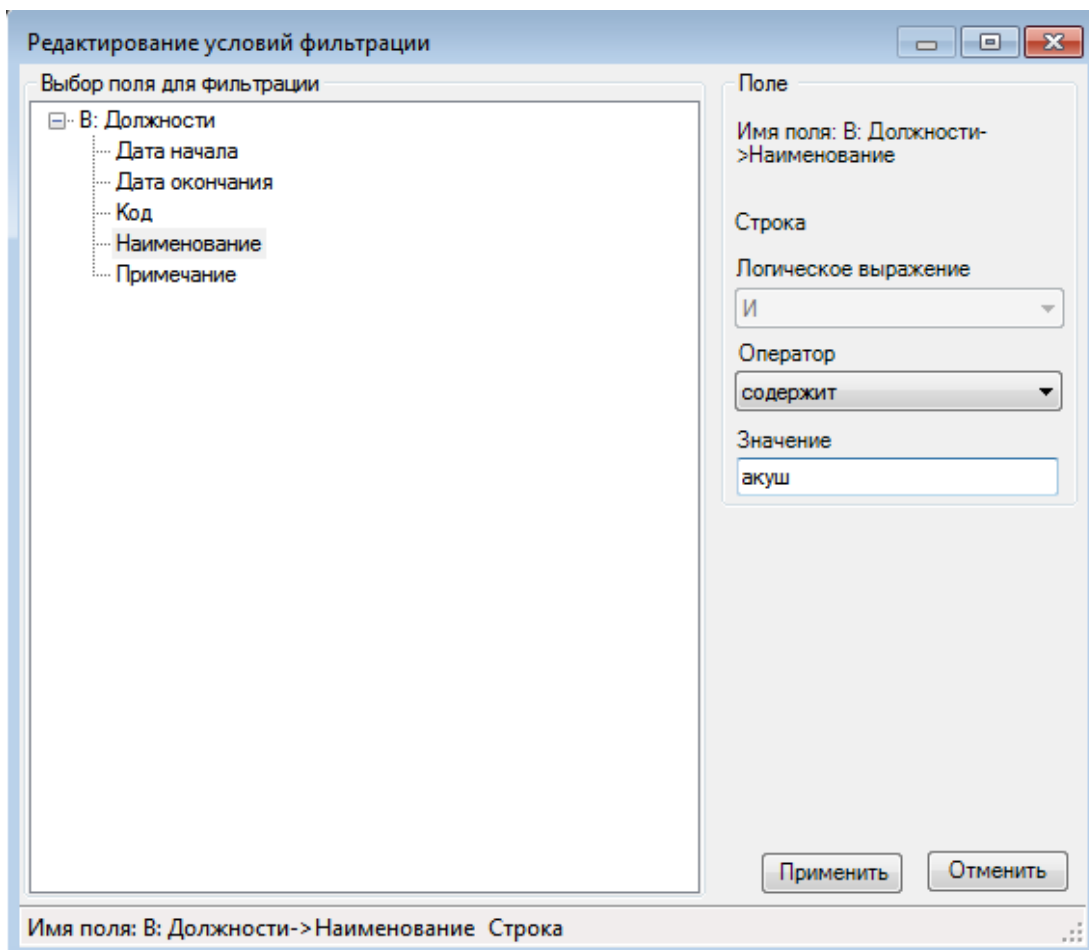 Редактирование условий фильтрации
Выбор поля для фильтрации
В: Должности
Дата начала
Дата окончания
Код
Наименование
Примечание
Поле
Имя поля: В: Должности-
>Наименование
Строка
Логическое выражение
И
Оператор
содержит
Значение
акуш
Применить
Отменить
Имя поля: В: Должности->Наименование Строка